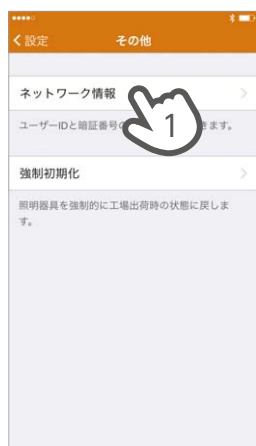 設定
その他
ネットワーク情報
ユーザーIDと暗証番号の
きます。
1
強制初期化
照明器具を強制的に工場出荷時の状態に戻しま
す。